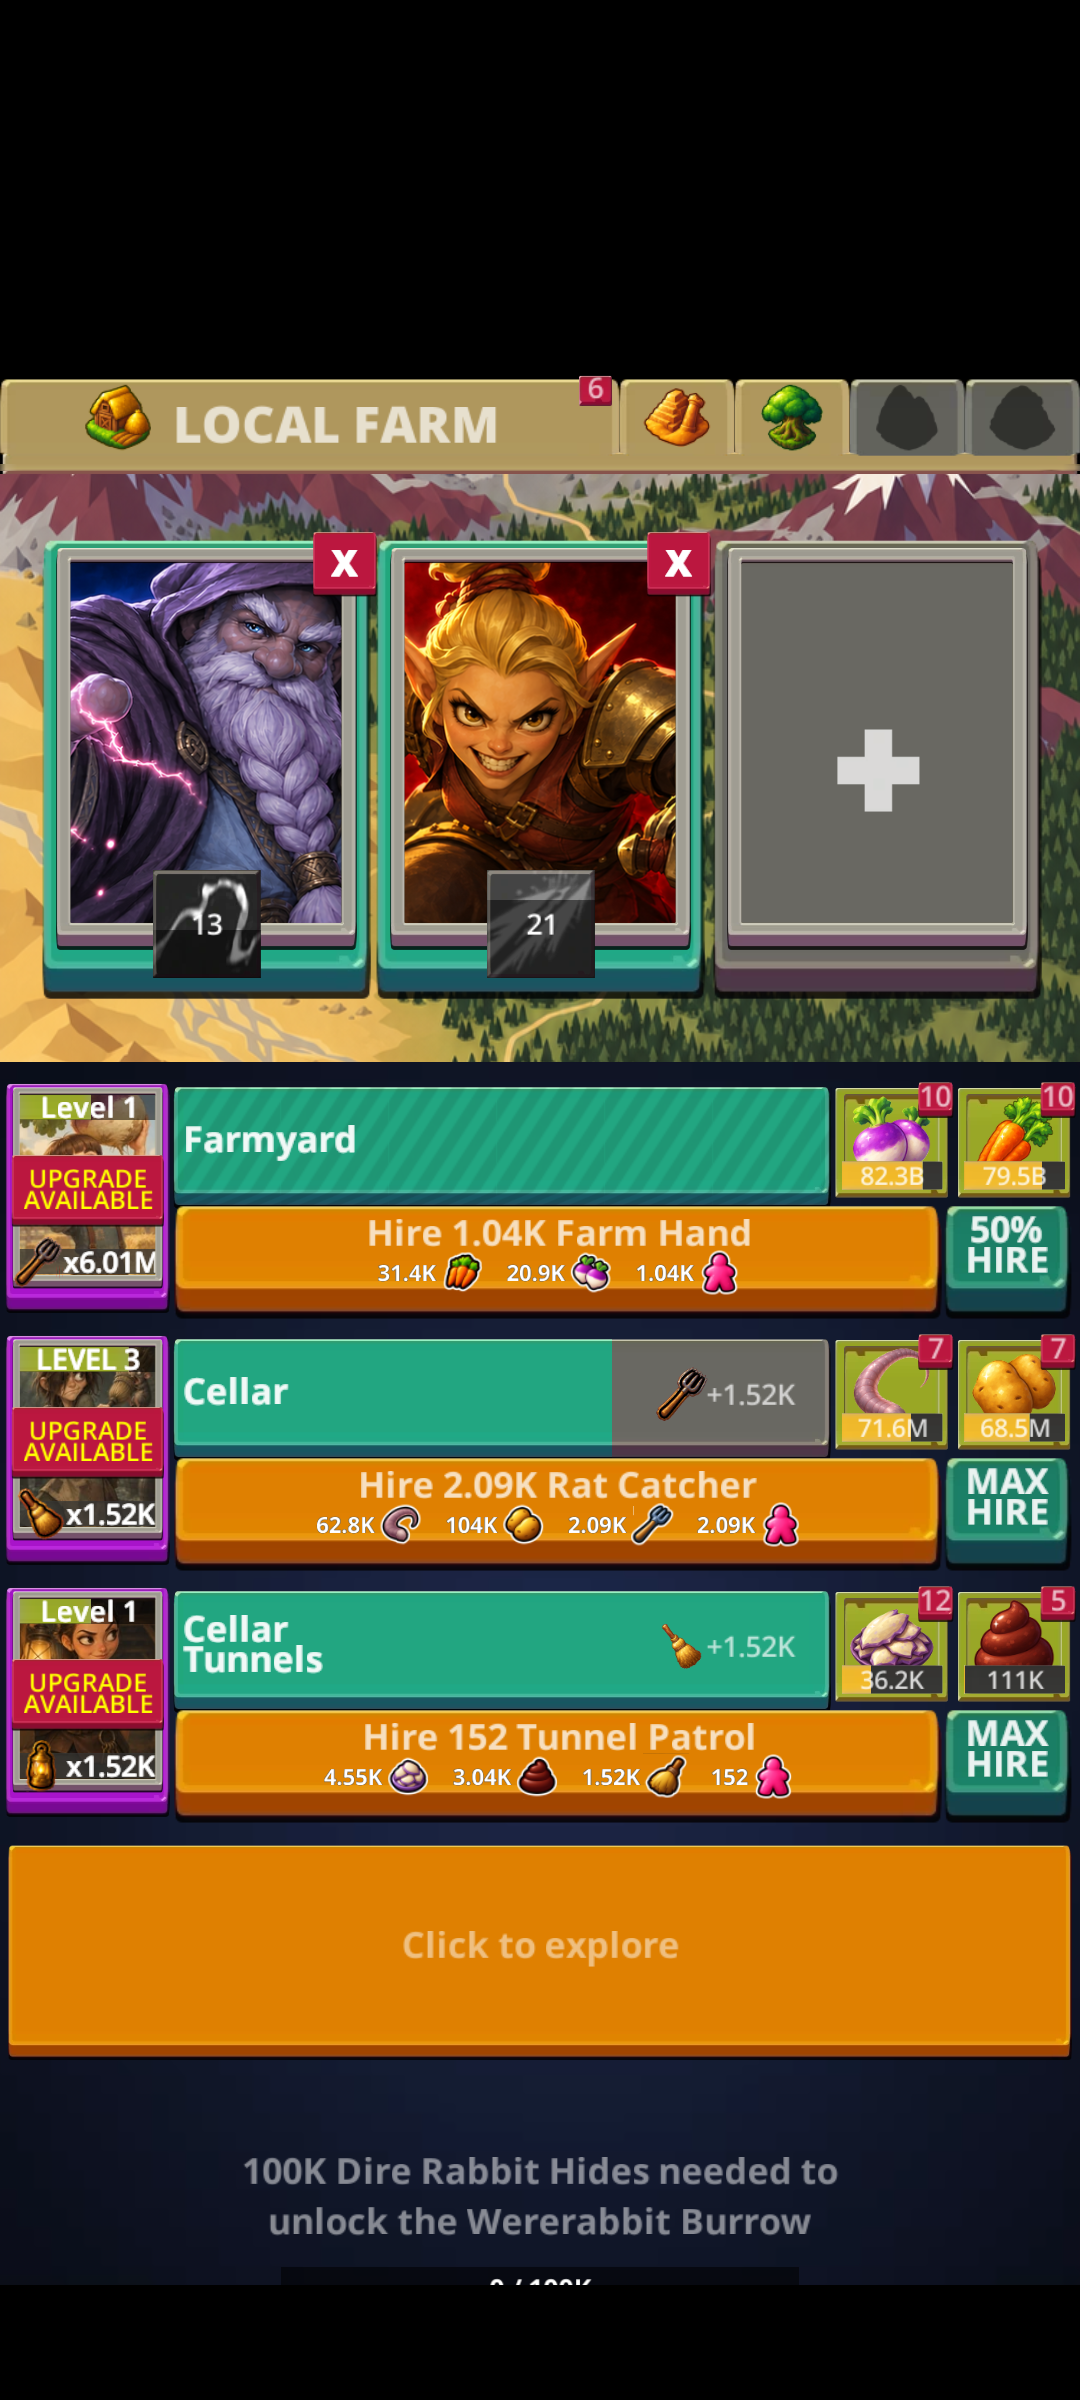 LOCAL FARM
6
X
X
13
21
Level 1
UPGRADE
AVAILABLE
x6.01M
Farmyard
10
82.3B
10
79.5B
Hire 1.04K Farm Hand
31.4K 20.9K 1.04K
50%
HIRE
LEVEL 3
UPGRADE
AVAILABLE
x1.52K
Cellar
+1.52K
7
71.6M
7
68.5M
Hire 2.09K Rat Catcher
62.8K 104K 2.09K 2.09K
MAX
HIRE
Level 1
UPGRADE
AVAILABLE
x1.52K
Cellar
Tunnels
+1.52K
12
36.2K
5
111K
Hire 152 Tunnel Patrol
4.55K 3.04K 1.52K 152
MAX
HIRE
Click to explore
100K Dire Rabbit Hides needed to
unlock the Wererabbit Burrow
0 / 100K